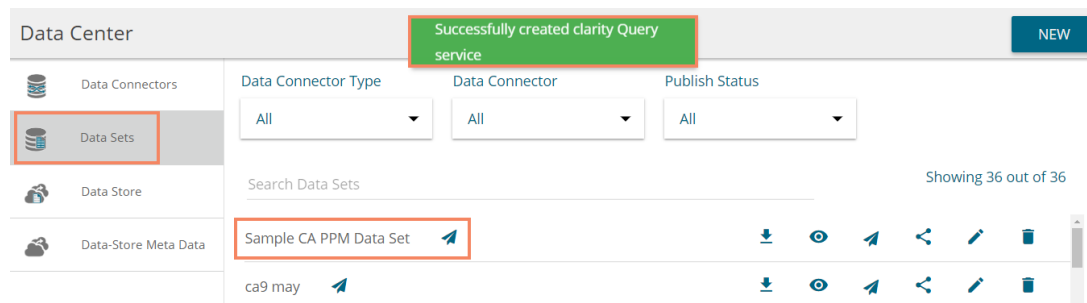 Data Center
Successfully created clarity Query
service
NEW
Data Connectors
Data Sets
Data Store
Data-Store Meta Data
Data Connector Type
Data Connector
Publish Status
All
All
All
Search Data Sets
Showing 36 out of 36
Sample CA PPM Data Set
ca9 may